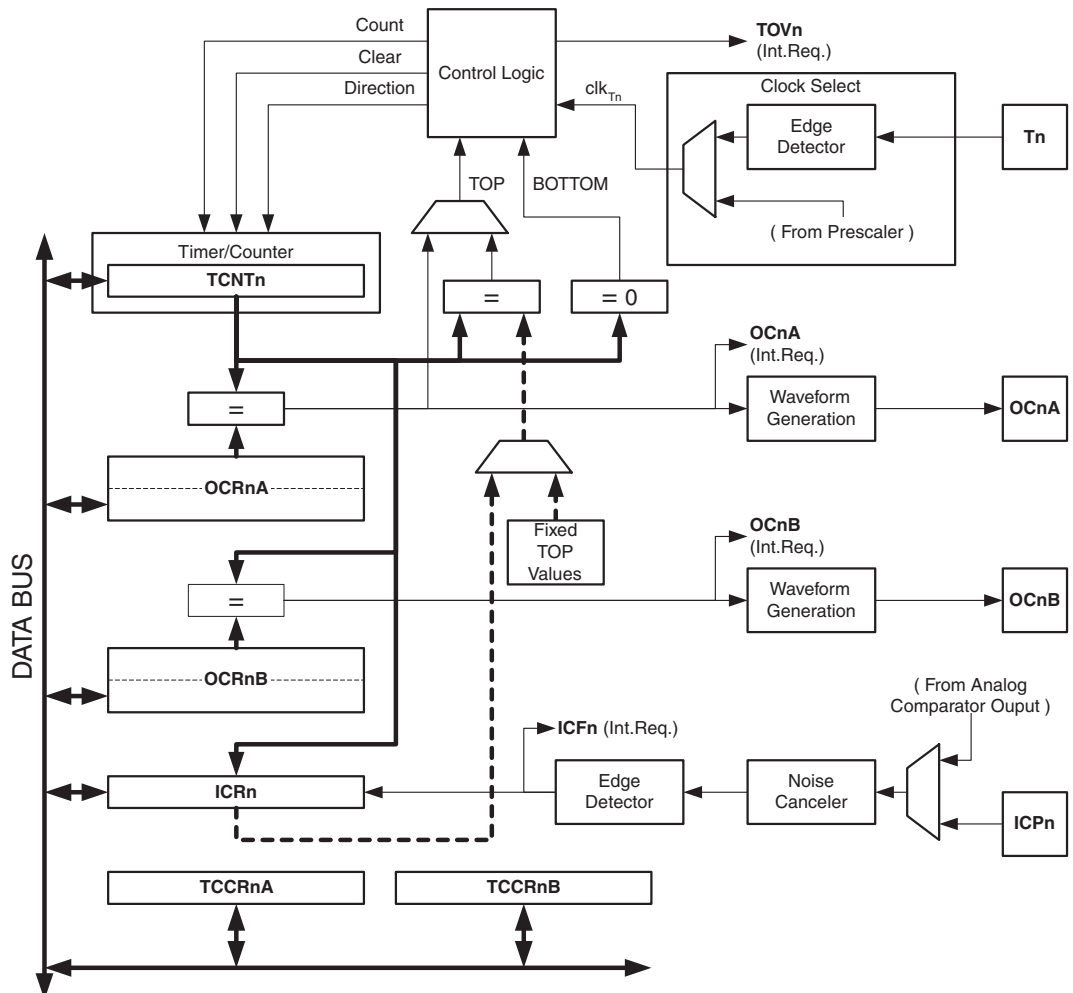 Count
Clear
Direction
Control Logic
TOVn
(Int.Req.)
clkTn
Clock Select
Edge
Detector
Tn
( From Prescaler )
TOP
BOTTOM
Timer/Counter
TCNTn
=
= 0
OCnA
(Int.Req.)
=
Waveform
Generation
OCnA
OCRnA
Fixed
TOP
Values
OCnB
(Int.Req.)
=
Waveform
Generation
OCnB
OCRnB
DATA BUS
( From Analog
Comparator Ouput )
ICFn (Int.Req.)
ICRn
Edge
Detector
Noise
Canceler
ICPn
TCCRnA
TCCRnB